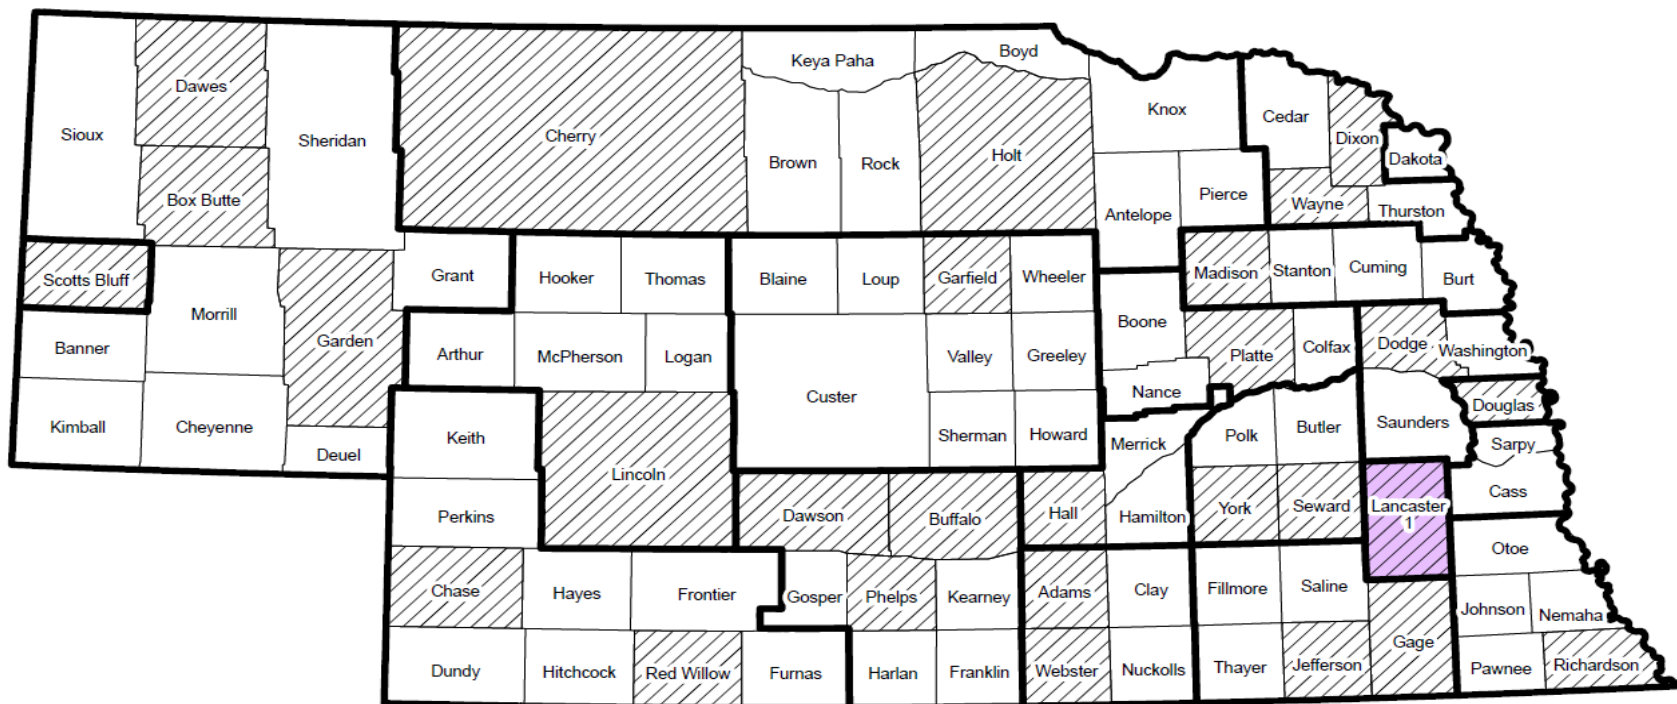 Keya Paha
Boyd
Dawes
Knox
Cedar
Sioux
Sheridan
Cherry
Dixon
Brown
Rock
Holt
Dakota
Box Butte
Pierce
Wayne
Antelope
Thurston
Scotts Bluff
Grant
Hooker
Thomas
Blaine
Loup
Garfield
Wheeler
Madison
Stanton
Cuming
Burt
Morrill
Banner
Garden
Arthur
McPherson
Logan
Valley
Greeley
Boone
Platte
Colfax
Dodge
Washington
Custer
Nance
Kimball
Cheyenne
Keith
Sherman
Howard
Merrick
Polk
Butler
Saunders
Douglas
Sarpy
Deuel
Lincoln
Perkins
Dawson
Buffalo
Hall
Hamilton
York
Seward
Lancaster
1
Cass
Otoe
Chase
Hayes
Frontier
Gosper
Phelps
Kearney
Adams
Clay
Fillmore
Saline
Johnson
Nemaha
Dundy
Hitchcock
Red Willow
Furnas
Harlan
Franklin
Webster
Nuckolls
Thayer
Jefferson
Gage
Pawnee
Richardson